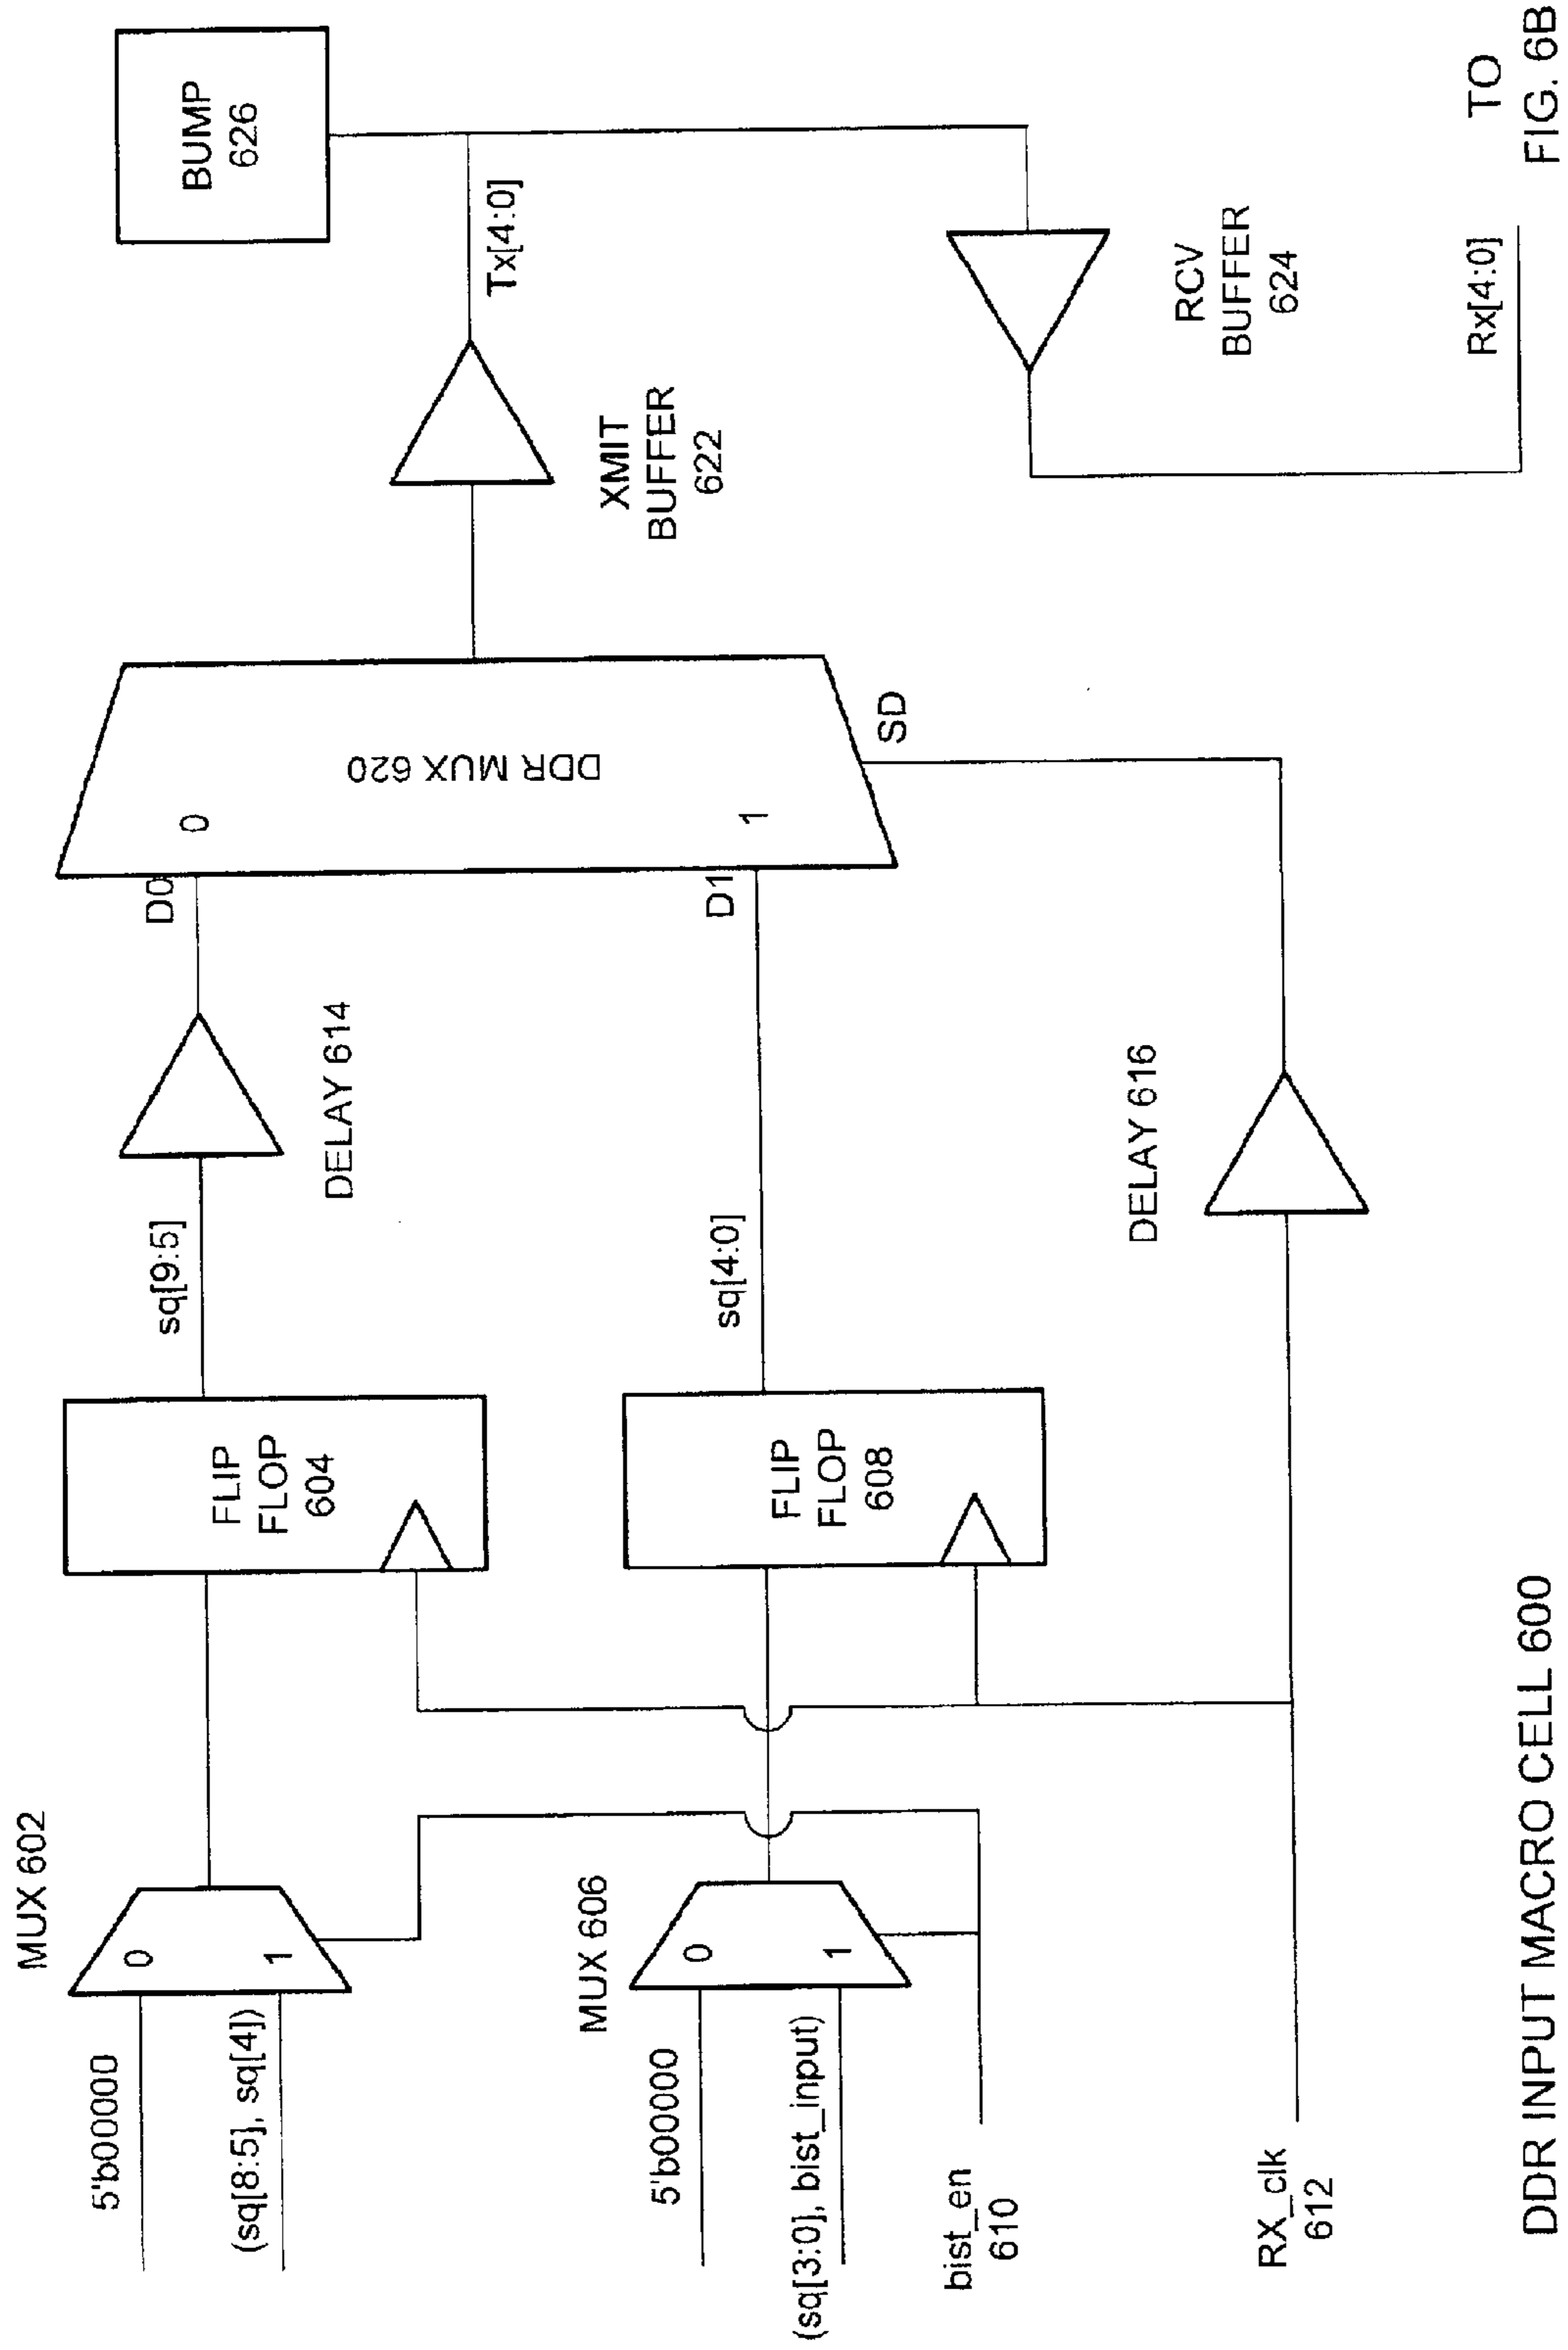 MUX 602
5'b00000
0
(sq[8:5], sq[4])
1
FLIP
FLOP
604
sq[9:5]
DELAY 614
D0
0
DDR MUX 620
BUMP
626
Tx[4:0]
XMIT
BUFFER
622
MUX 606
5'b00000
0
(sq[3:0], bist_input)
1
FLIP
FLOP
608
sq[4:0]
D1
1
SD
bist_en
610
RX_clk
612
DELAY 616
RCV
BUFFER
624
Rx[4:0]
TO
FIG. 6B
DDR INPUT MACRO CELL 600